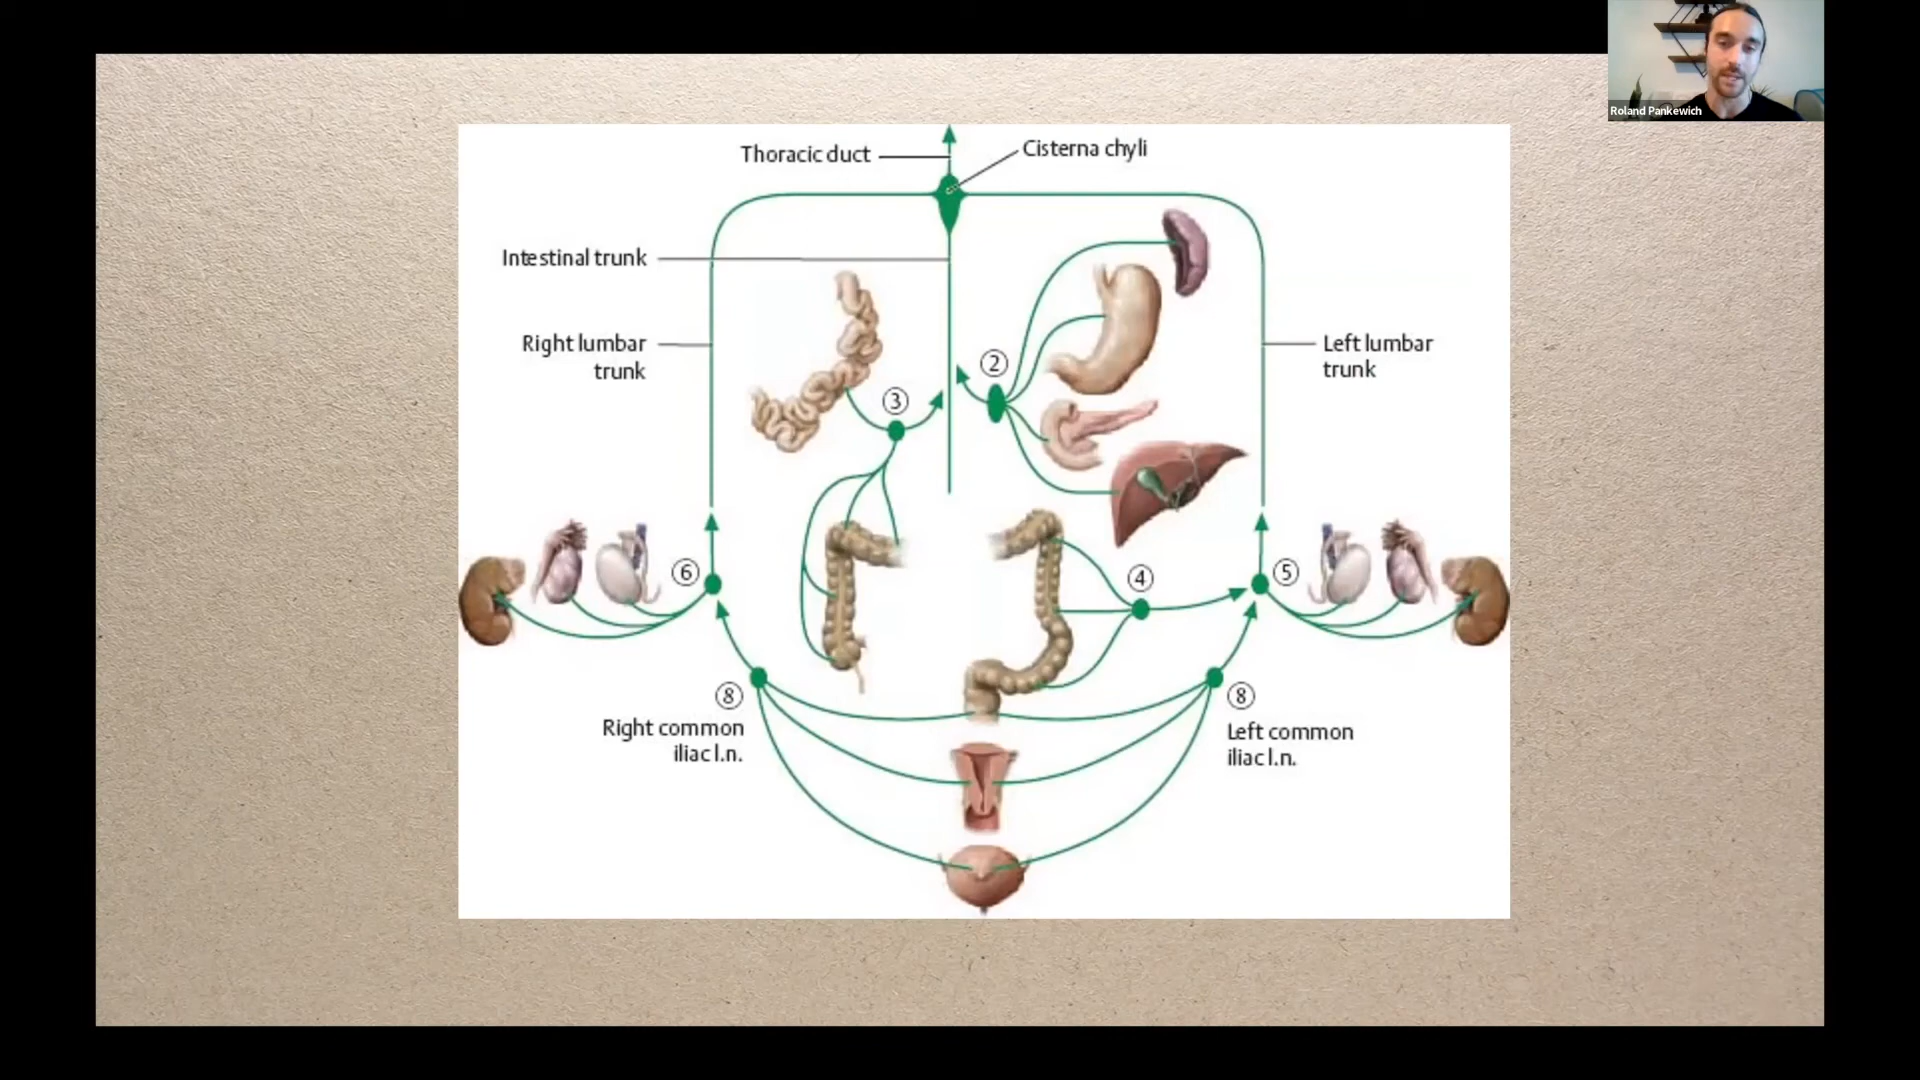 Roland Pankewich
Thoracic duct
Cisterna chyli
Intestinal trunk
Right lumbar
trunk
Left lumbar
trunk
②
③
⑥
④
⑤
⑧
Right common
iliac l.n.
⑧
Left common
iliac l.n.